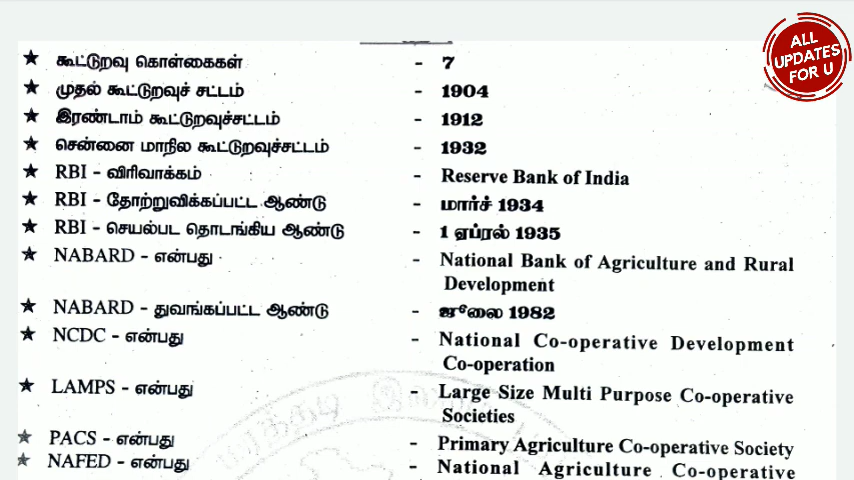 ALL
UPDATES
FOR U
★ கூட்டுறவு கொள்கைகள் - 7
★ முதல் கூட்டுறவுச் சட்டம் - 1904
★ இரண்டாம் கூட்டுறவுச்சட்டம் - 1912
★ சென்னை மாநில கூட்டுறவுச்சட்டம் - 1932
★ RBI - விரிவாக்கம் - Reserve Bank of India
★ RBI - தோற்றுவிக்கப்பட்ட ஆண்டு - மார்ச் 1934
★ RBI - செயல்பட தொடங்கிய ஆண்டு - 1 ஏப்ரல் 1935
★ NABARD - என்பது - National Bank of Agriculture and Rural
Development
★ NABARD - துவங்கப்பட்ட ஆண்டு - ஜூலை 1982
★ NCDC - என்பது - National Co-operative Development
Co-operation
★ LAMPS - என்பது - Large Size Multi Purpose Co-operative
Societies
★ PACS - என்பது - Primary Agriculture Co-operative Society
★ NAFED - என்பது - National Agriculture Co-operative